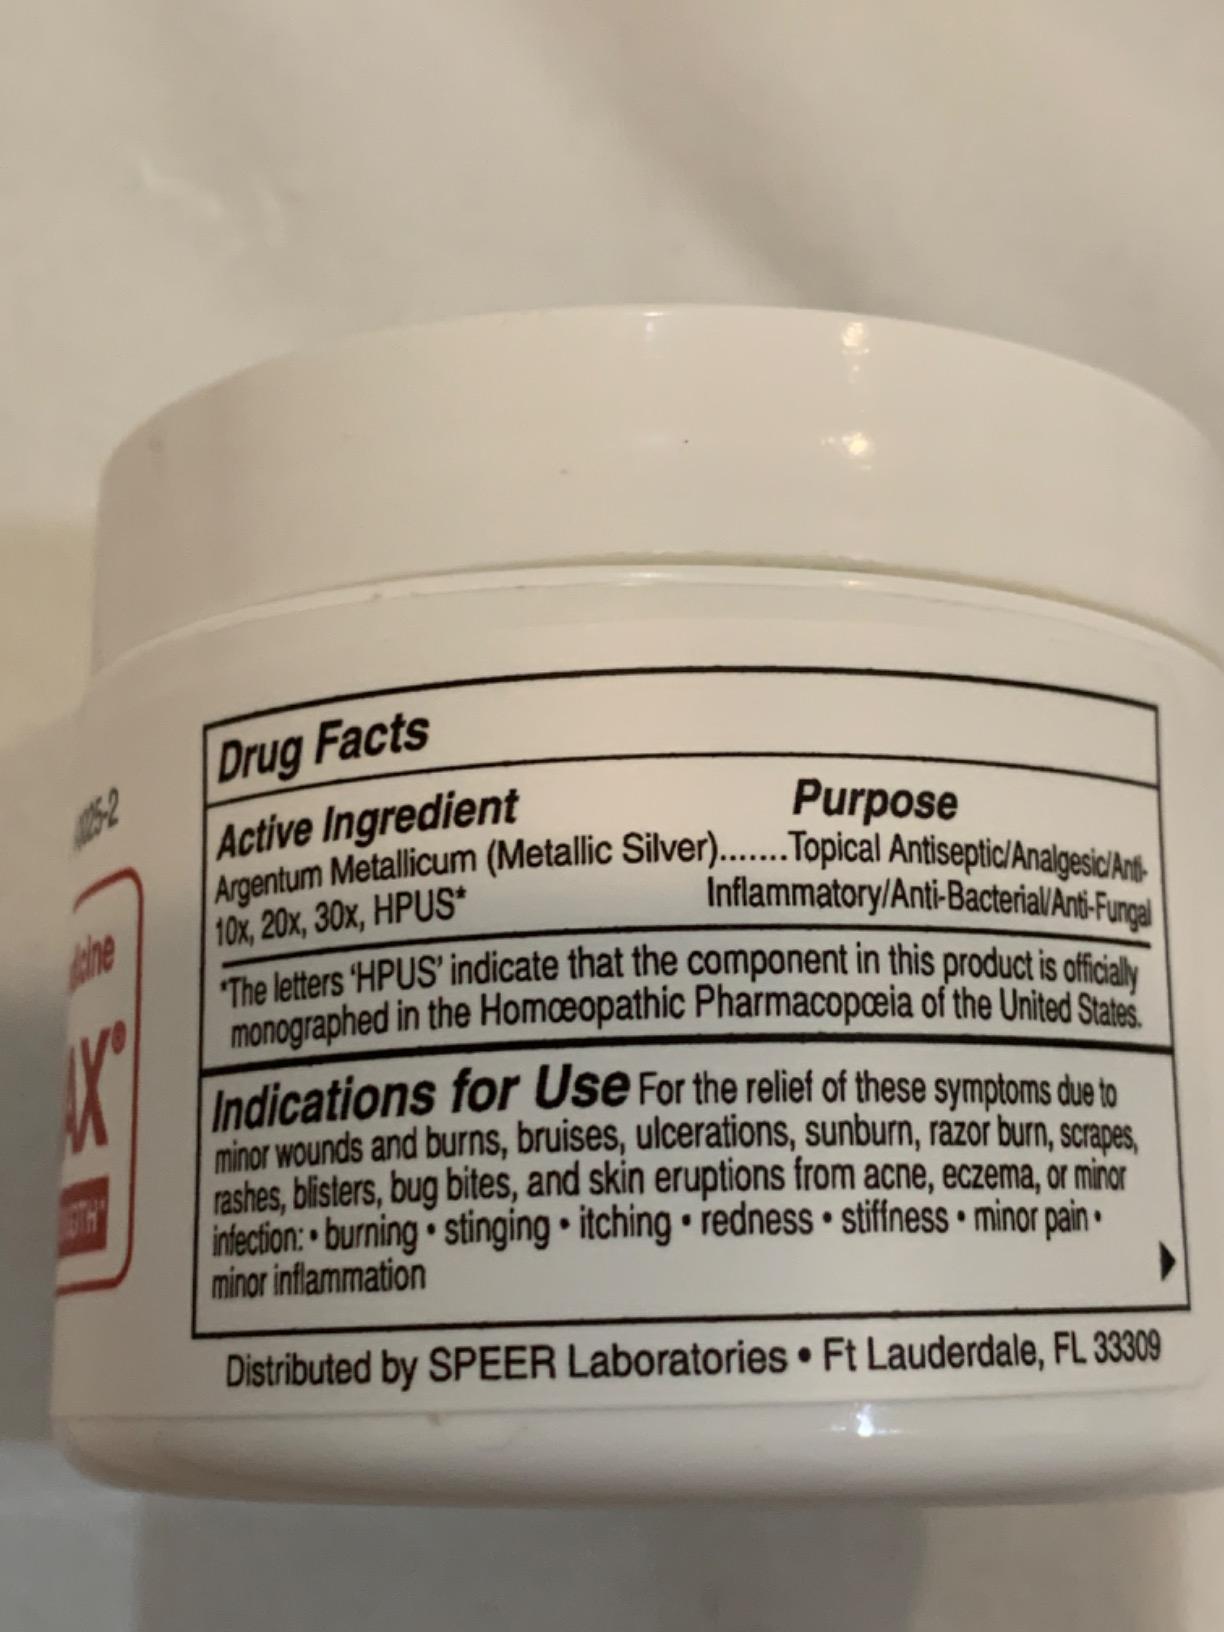 Drug Facts
Active Ingredient Purpose
Argentum Metallicum (Metallic Silver).......Topical Antiseptic/Analgesic/Anti-
10x, 20x, 30x, HPUS* Inflammatory/Anti-Bacterial/Anti-Fungal
*The letters ‘HPUS’ indicate that the component in this product is officially
monographed in the Homœopathic Pharmacopœia of the United States.
Indications for Use For the relief of these symptoms due to
minor wounds and burns, bruises, ulcerations, sunburn, razor burn, scrapes,
rashes, blisters, bug bites, and skin eruptions from acne, eczema, or minor
infection: • burning • stinging • itching • redness • stiffness • minor pain •
minor inflammation
Distributed by SPEER Laboratories • Ft Lauderdale, FL 33309